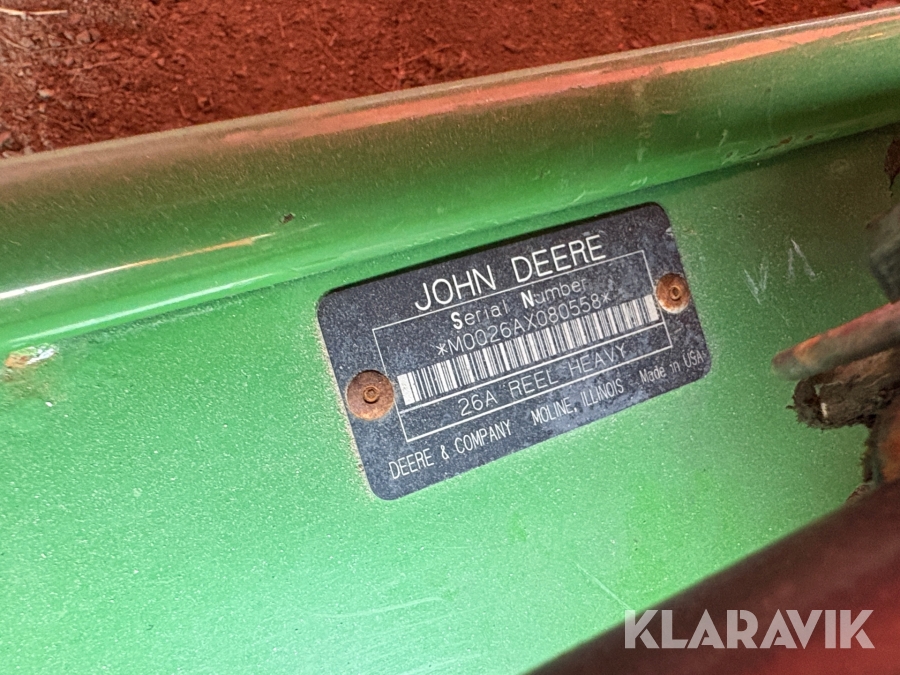 JOHN DEERE
Serial Number
*M0026AX080558*
26A REEL-HEAVY
DEERE & COMPANY MOLINE, ILLINOIS Made in USA
KLARAVIK